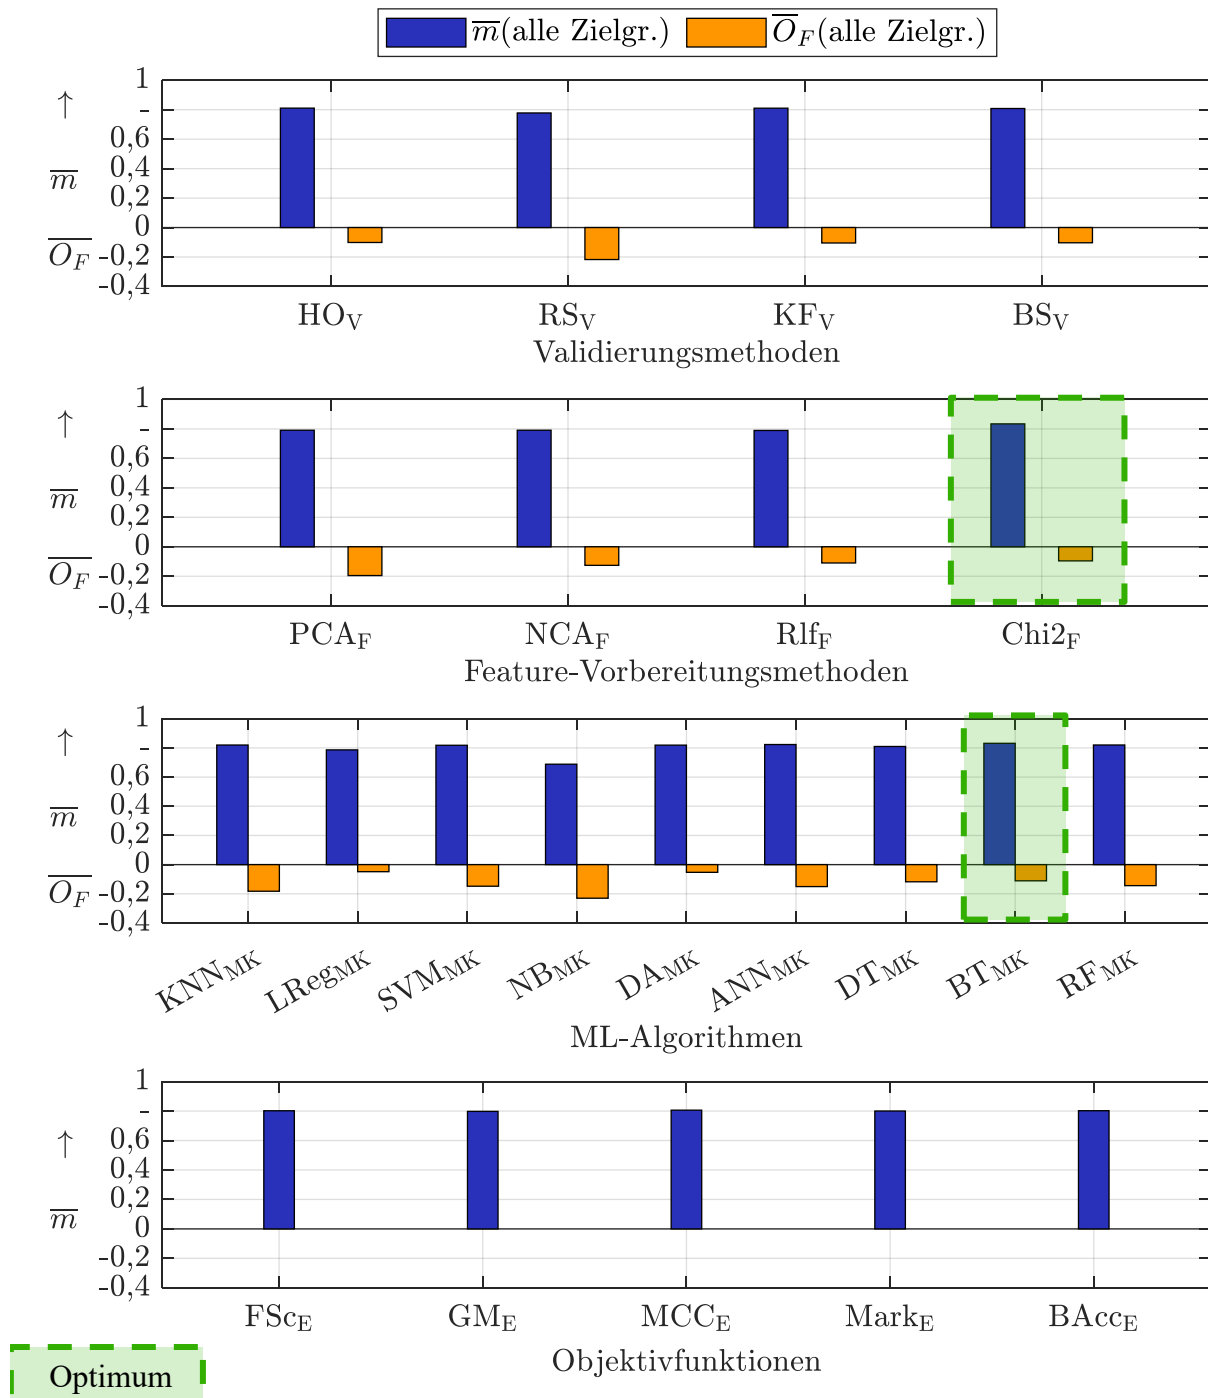 m̅(alle Zielgr.) O̅_F(alle Zielgr.)
1
↑ -
0,6
0,4
m̅
0,2
0
O̅_F -0,2
-0,4
HO_V RS_V KF_V BS_V
Validierungsmethoden
1
↑ -
0,6
0,4
m̅
0,2
0
O̅_F -0,2
-0,4
PCA_F NCA_F Rlf_F Chi2_F
Feature-Vorbereitungsmethoden
1
↑ -
0,6
0,4
m̅
0,2
0
O̅_F -0,2
-0,4
KNN_MK LReg_MK SVM_MK NB_MK DA_MK ANN_MK DT_MK BT_MK RF_MK
ML-Algorithmen
1
↑ -
0,6
0,4
0,2
m̅ 0
-0,2
-0,4
FSc_E GM_E MCC_E Mark_E BAcc_E
Objektivfunktionen
Optimum